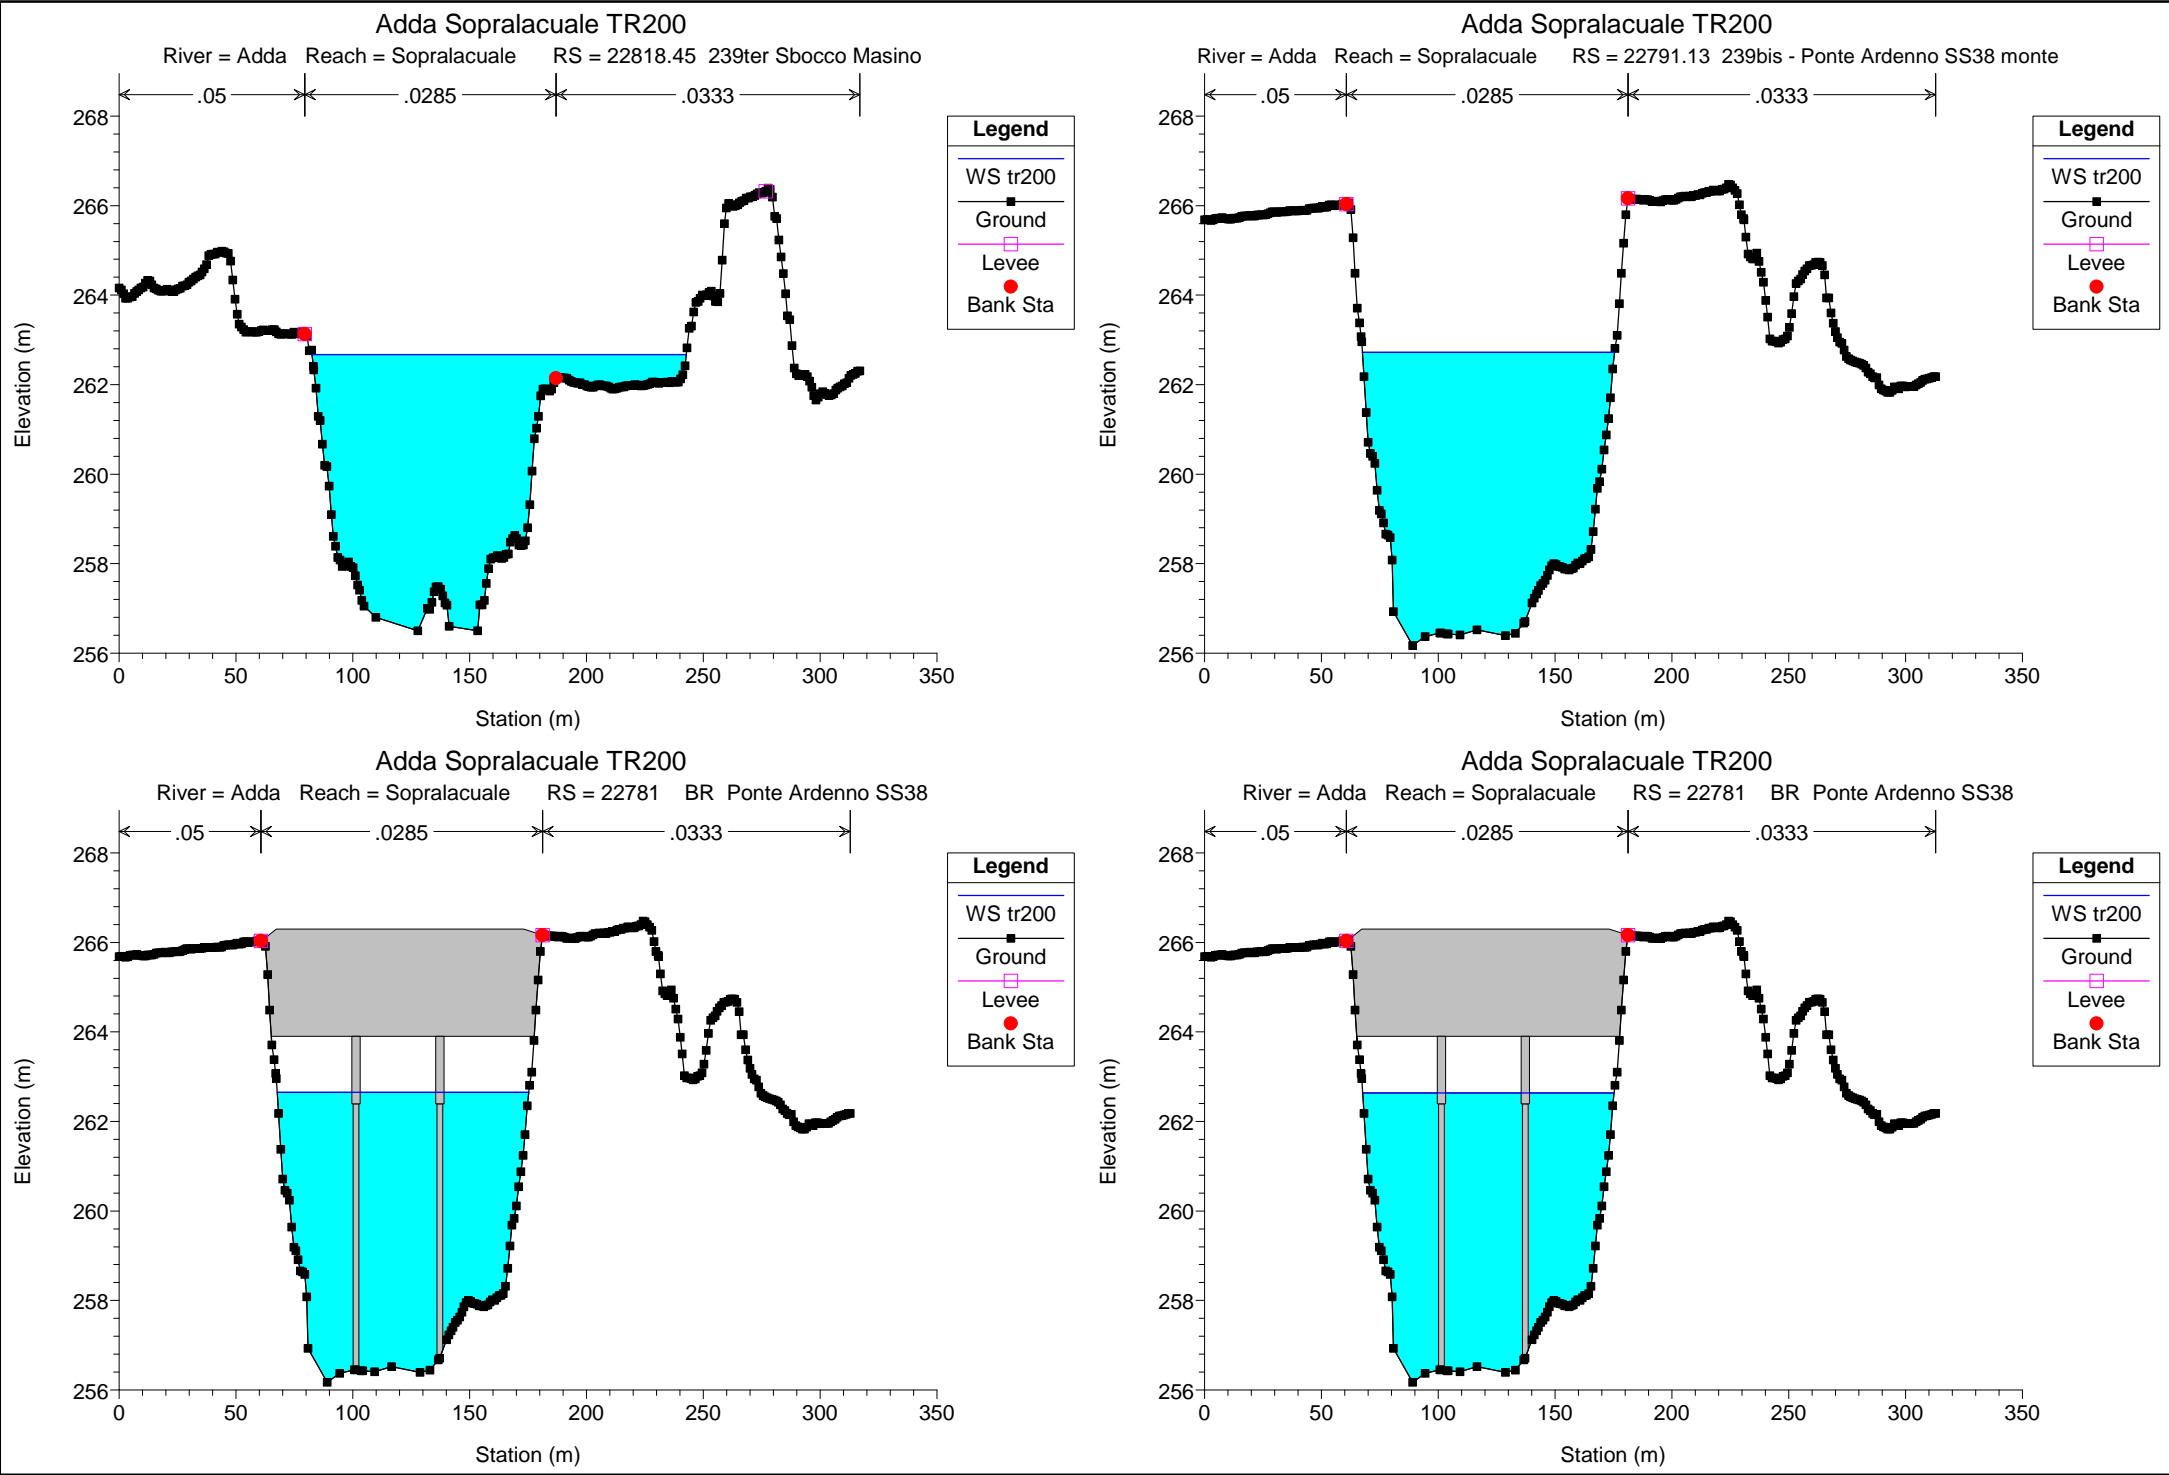 Adda Sopralacuale TR200
River = Adda Reach = Sopralacuale RS = 22818.45 239ter Sbocco Masino
.05 .0285 .0333
268
266
264
262
260
258
256
Elevation (m)
0 50 100 150 200 250 300 350
Station (m)
Legend
WS tr200
Ground
Levee
Bank Sta
Adda Sopralacuale TR200
River = Adda Reach = Sopralacuale RS = 22791.13 239bis - Ponte Ardenno SS38 monte
.05 .0285 .0333
268
266
264
262
260
258
256
Elevation (m)
0 50 100 150 200 250 300 350
Station (m)
Legend
WS tr200
Ground
Levee
Bank Sta
Adda Sopralacuale TR200
River = Adda Reach = Sopralacuale RS = 22781 BR Ponte Ardenno SS38
.05 .0285 .0333
268
266
264
262
260
258
256
Elevation (m)
0 50 100 150 200 250 300 350
Station (m)
Legend
WS tr200
Ground
Levee
Bank Sta
Adda Sopralacuale TR200
River = Adda Reach = Sopralacuale RS = 22781 BR Ponte Ardenno SS38
.05 .0285 .0333
268
266
264
262
260
258
256
Elevation (m)
0 50 100 150 200 250 300 350
Station (m)
Legend
WS tr200
Ground
Levee
Bank Sta